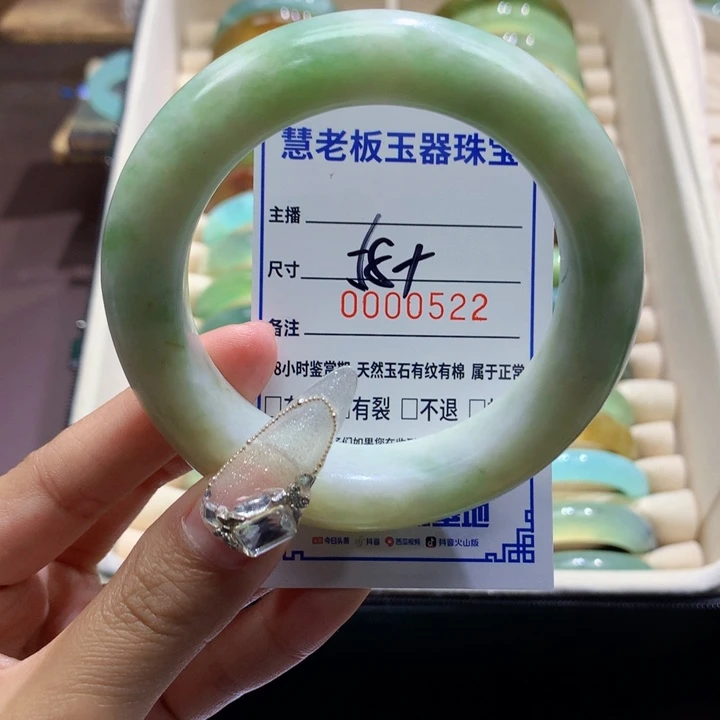 慧老板玉器珠宝
主播
尺寸 58+
0000522
备注
8小时鉴常期 天然玉石有纹有棉 属于正常
□有裂 □不退 □
今日头条 抖音 西瓜视频 抖音火山版